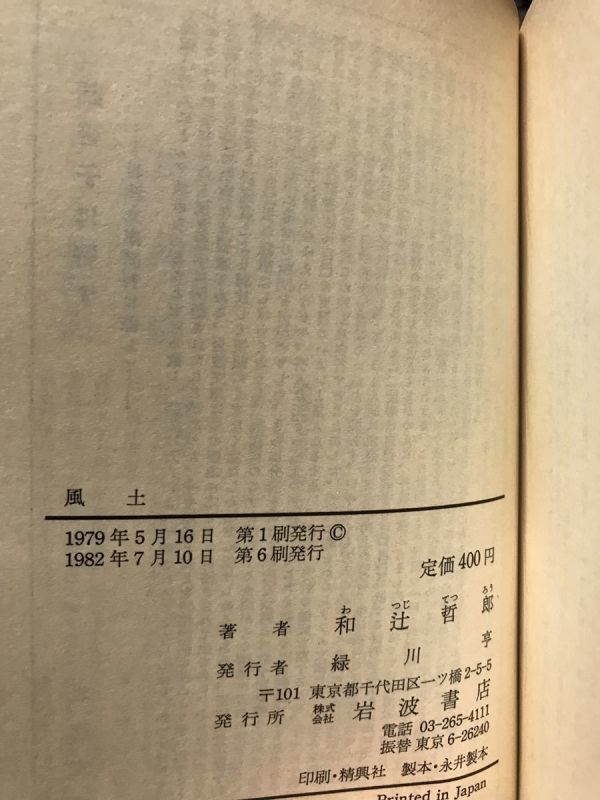 風土
1979年5月16日 第1刷発行©
1982年7月10日 第6刷発行
定価400円
わ つじ てつ ろう
著者 和辻哲郎
発行者 緑川亨
〒101 東京都千代田区一ツ橋2-5-5
発行所 株式会社 岩波書店
電話 03-265-4111
振替 東京6-26240
印刷・精興社 製本・永井製本
Printed in Japan